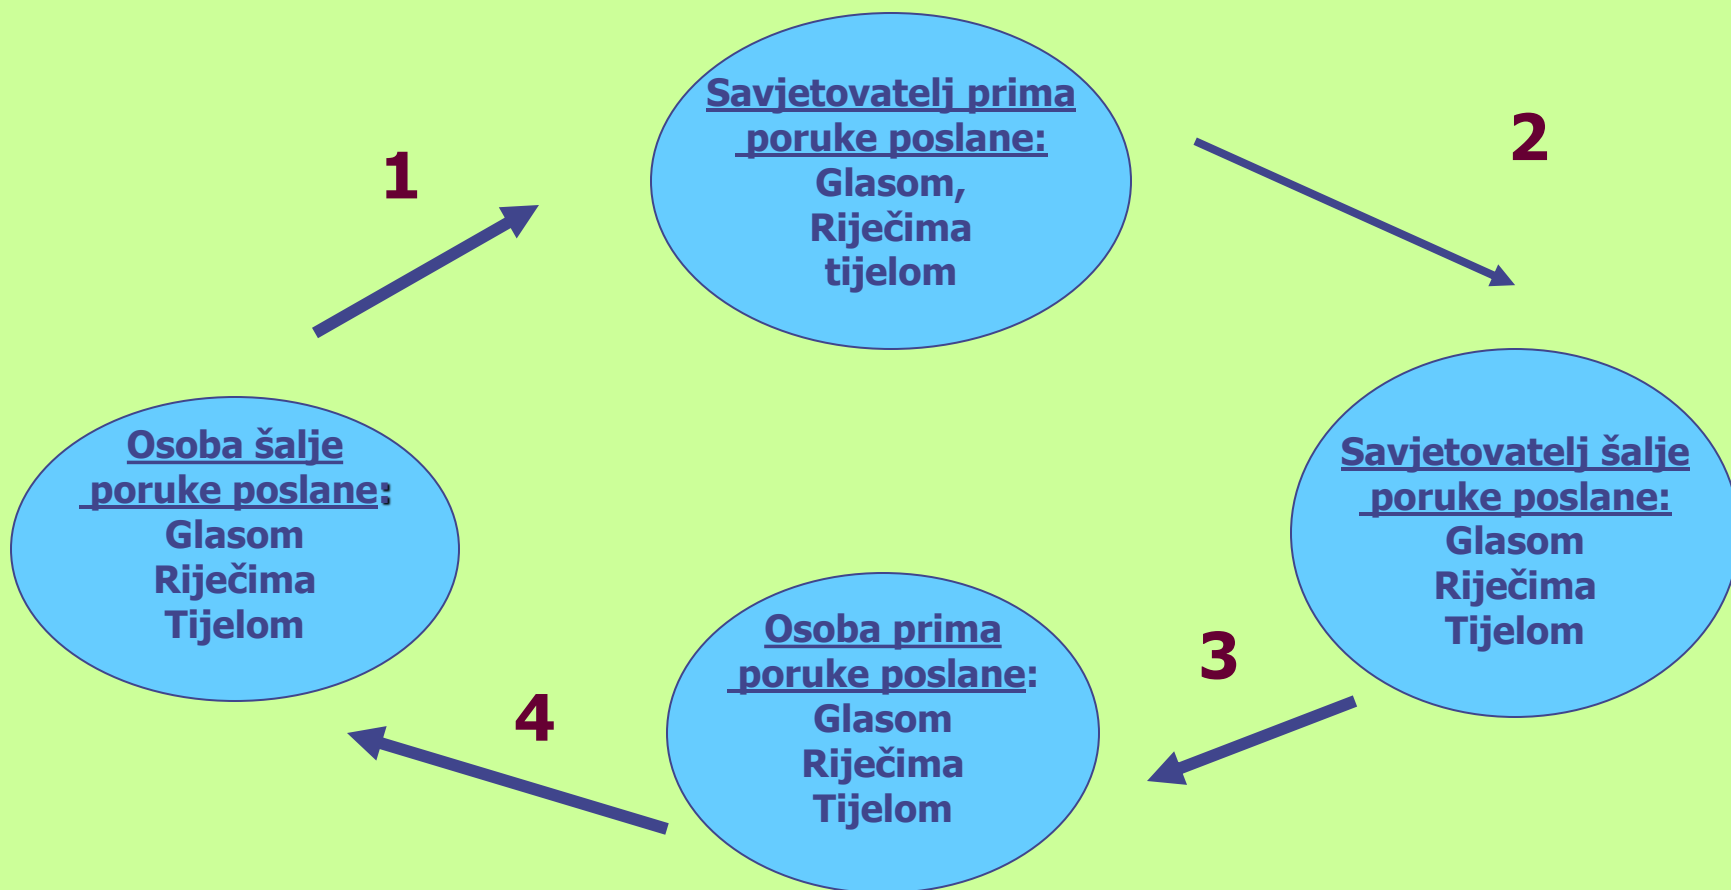 1
Savjetovatelj prima
poruke poslane:
Glasom,
Riječima
tijelom
2
Osoba šalje
poruke poslane:
Glasom
Riječima
Tijelom
Savjetovatelj šalje
poruke poslane:
Glasom
Riječima
Tijelom
3
Osoba prima
poruke poslane:
Glasom
Riječima
Tijelom
4